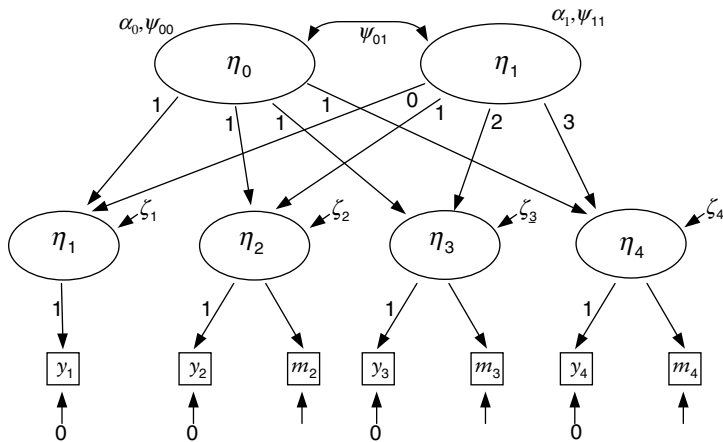 α₀,ψ₀₀ ψ₀₁ α₁,ψ₁₁
η₀ η₁
1 1 1 1 0 1 2 3
ζ₁ ζ₂ ζ₃ ζ₄
η₁ η₂ η₃ η₄
1 1 1 1
y₁ y₂ m₂ y₃ m₃ y₄ m₄
0 0 0 0